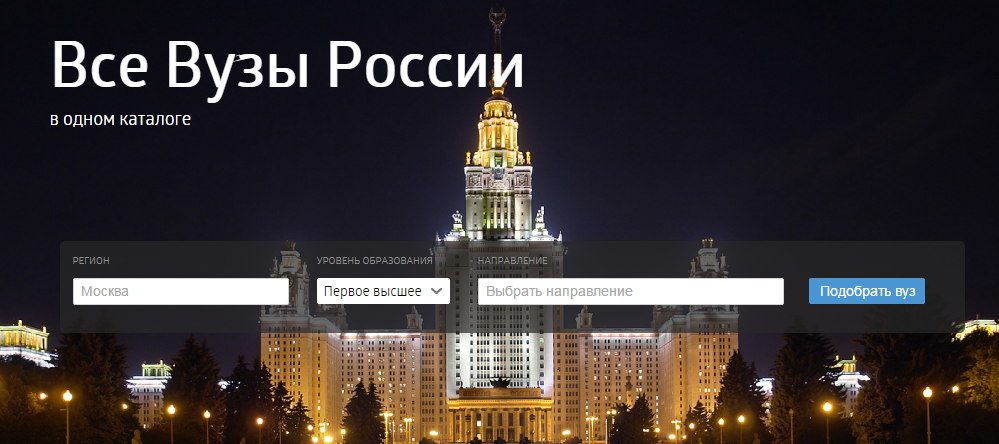 Все Вузы России
в одном каталоге
РЕГИОН
УРОВЕНЬ ОБРАЗОВАНИЯ
НАПРАВЛЕНИЕ
Москва
Первое высшее
Выбрать направление
Подобрать вуз